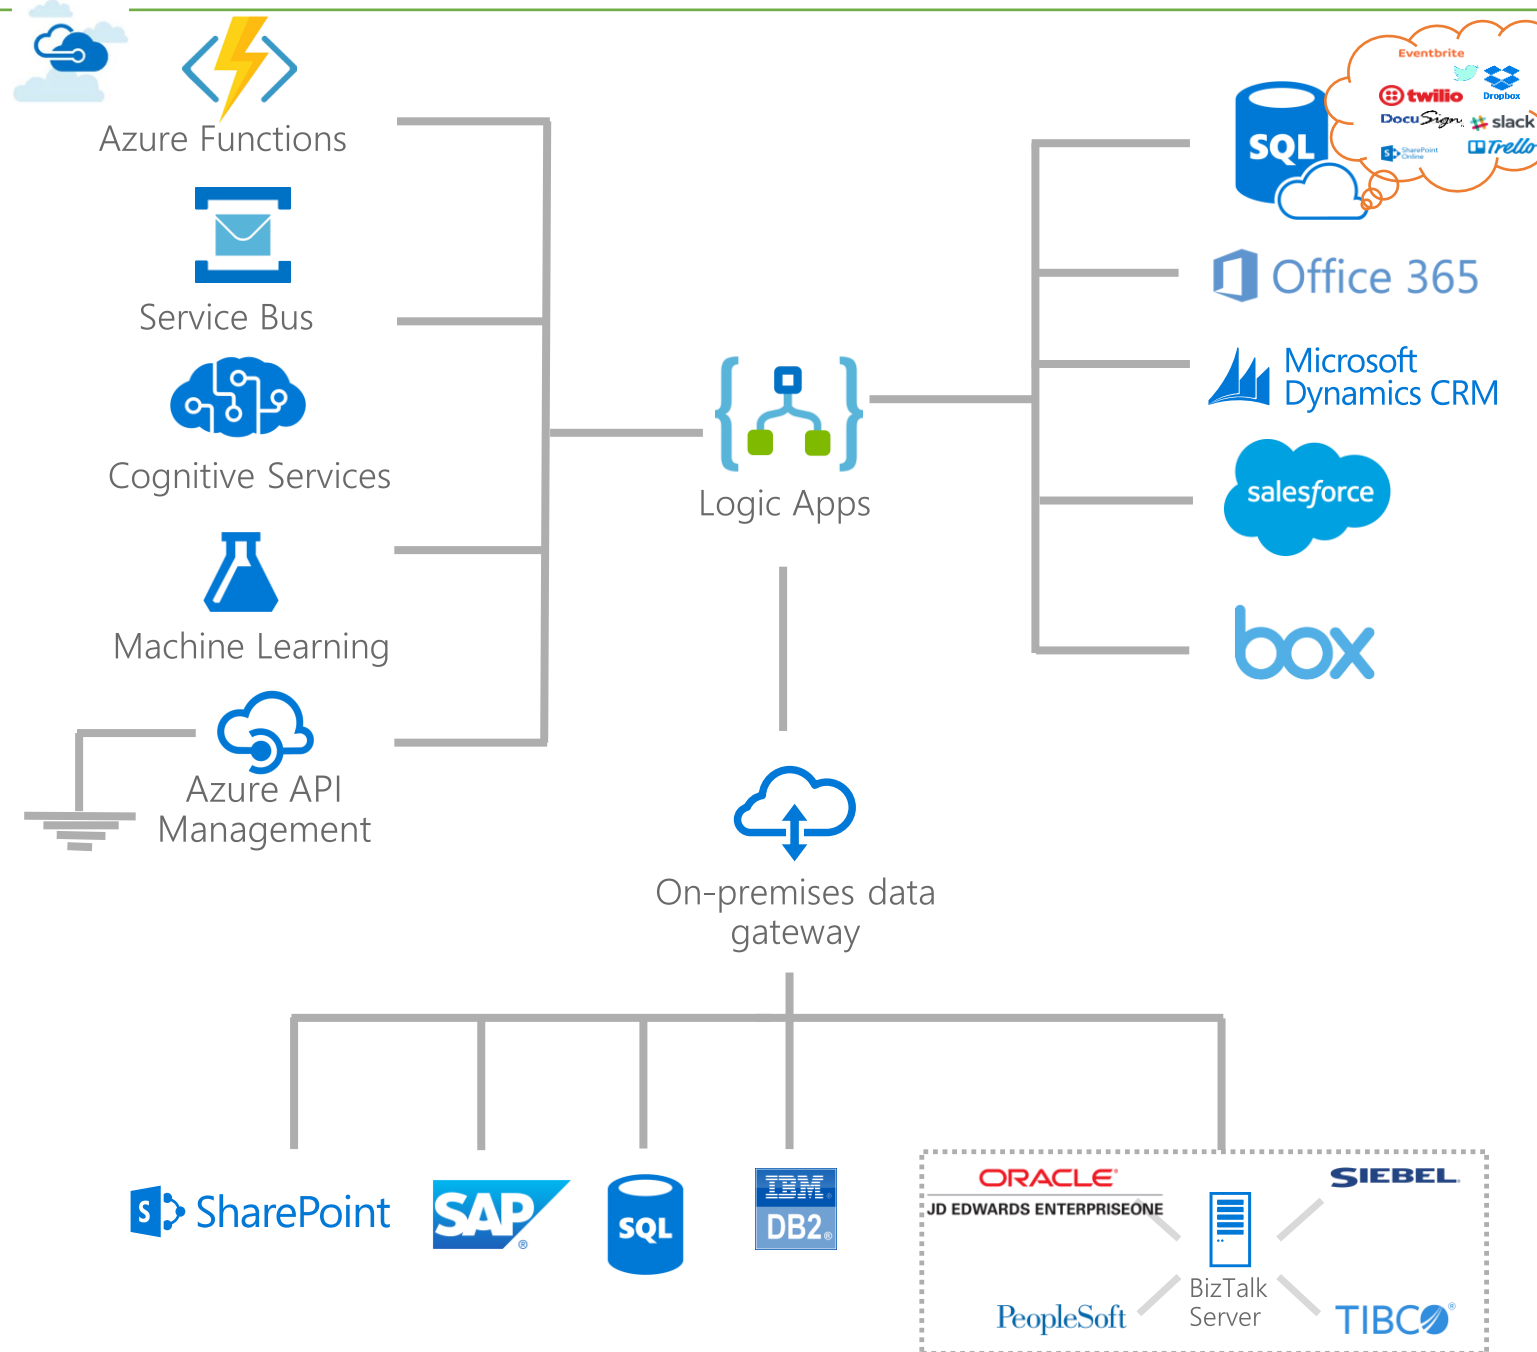 Azure Functions
Service Bus
Cognitive Services
Machine Learning
Azure API
Management
Logic Apps
On-premises data
gateway
SQL
Eventbrite
twilio
Dropbox
DocuSign
slack
SharePoint
Online
Trello
Office 365
Microsoft
Dynamics CRM
salesforce
box
S SharePoint
SAP®
SQL
IBM®
DB2®
ORACLE®
JD EDWARDS ENTERPRISEONE
SIEBEL
BizTalk
Server
PeopleSoft
TIBCO®